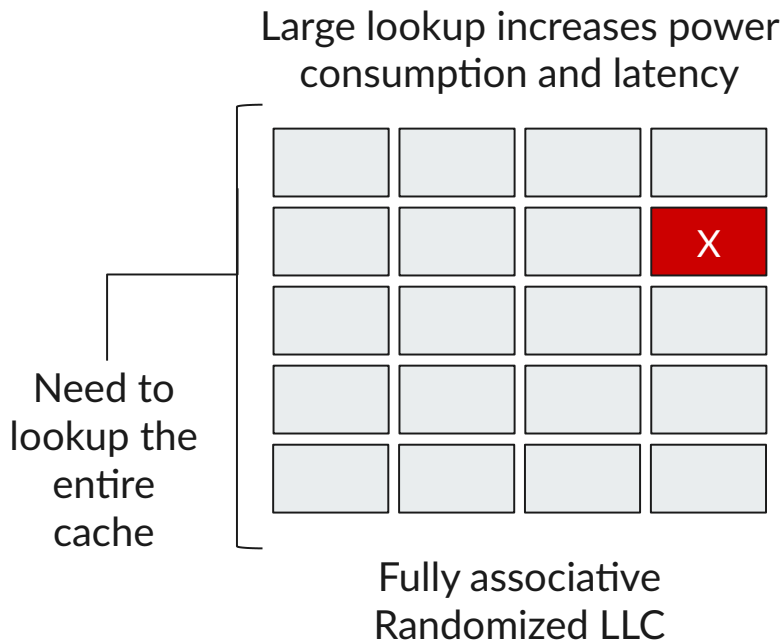 Large lookup increases power
consumption and latency
X
Need to
lookup the
entire
cache
Fully associative
Randomized LLC